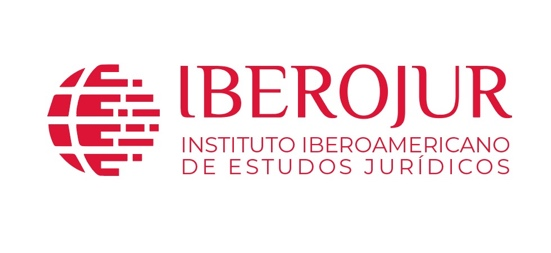 IBEROJUR
INSTITUTO IBEROAMERICANO
DE ESTUDOS JURÍDICOS